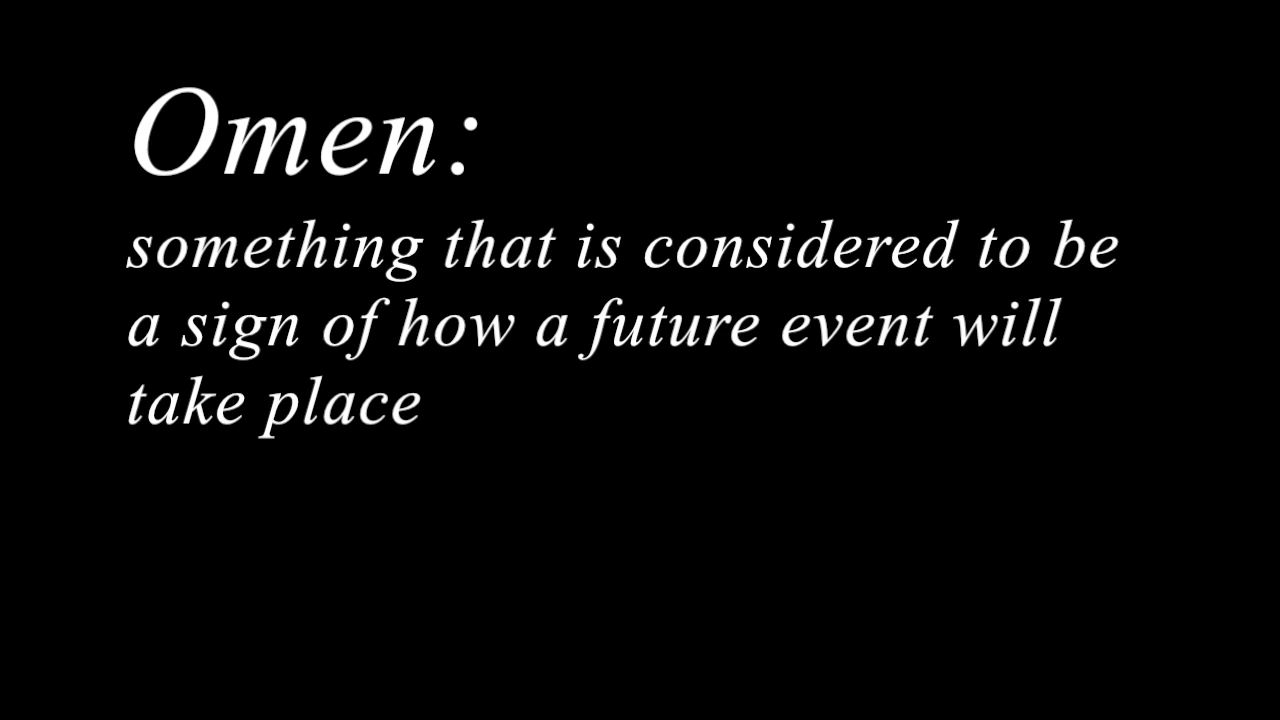 Omen:
something that is considered to be
a sign of how a future event will
take place